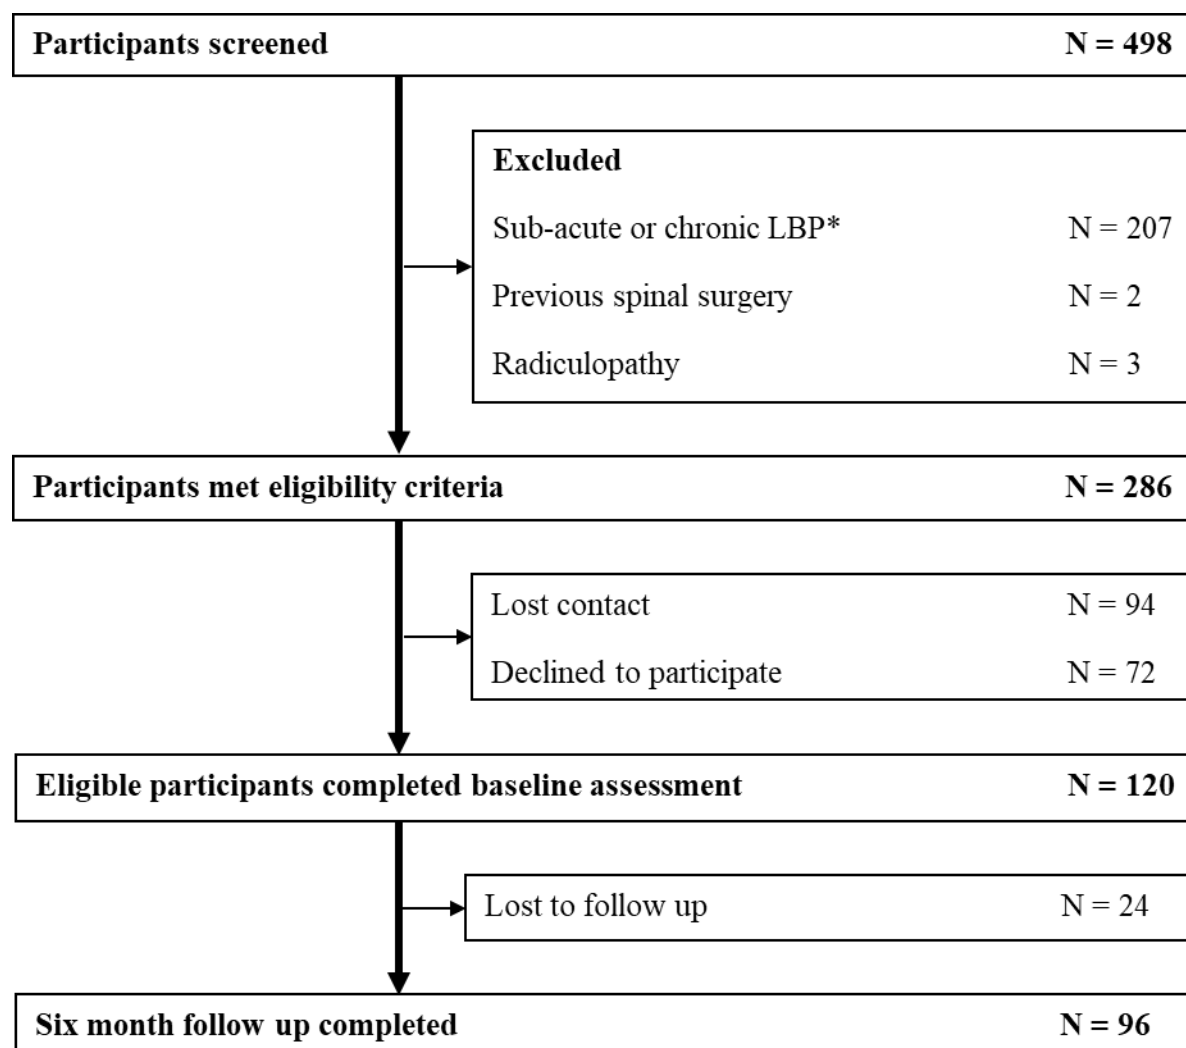 Participants screened N = 498
Excluded
Sub-acute or chronic LBP* N = 207
Previous spinal surgery N = 2
Radiculopathy N = 3
Participants met eligibility criteria N = 286
Lost contact N = 94
Declined to participate N = 72
Eligible participants completed baseline assessment N = 120
Lost to follow up N = 24
Six month follow up completed N = 96